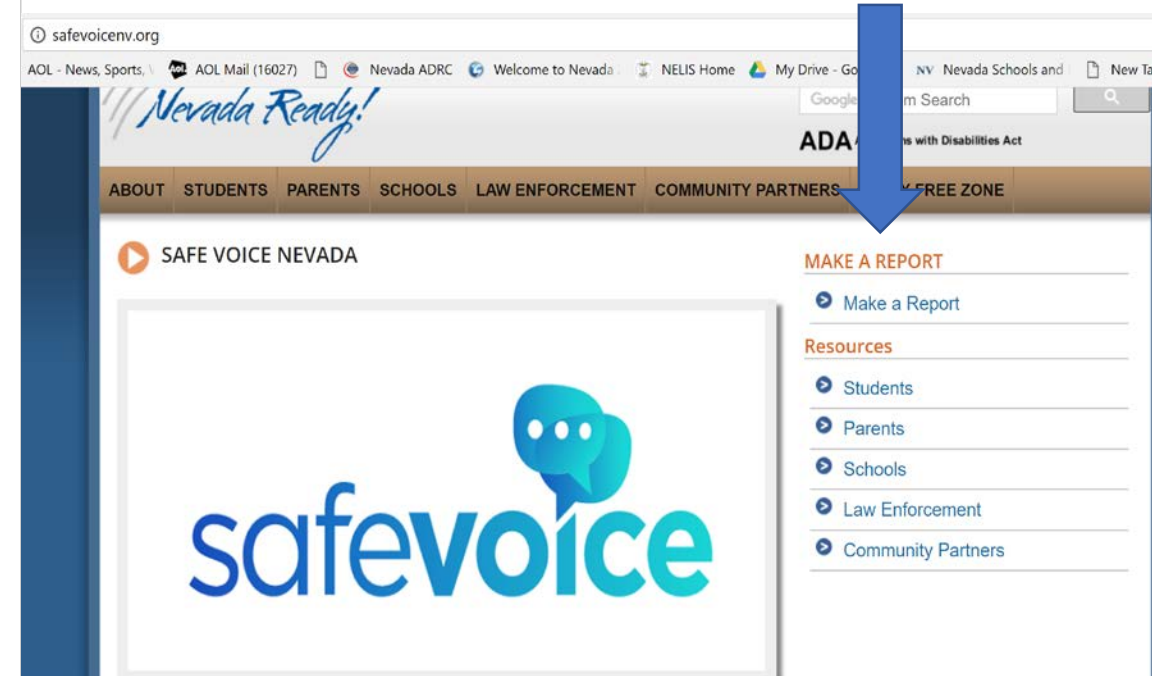 safevoicenv.org
AOL - News, Sports, AOL Mail (16027) Nevada ADRC Welcome to Nevada NELIS Home My Drive - Go NV Nevada Schools and New Ta
Nevada Ready!
Google m Search
ADA ns with Disabilities Act
ABOUT STUDENTS PARENTS SCHOOLS LAW ENFORCEMENT COMMUNITY PARTNERS FREE ZONE
SAFE VOICE NEVADA
safevoice
MAKE A REPORT
Make a Report
Resources
Students
Parents
Schools
Law Enforcement
Community Partners